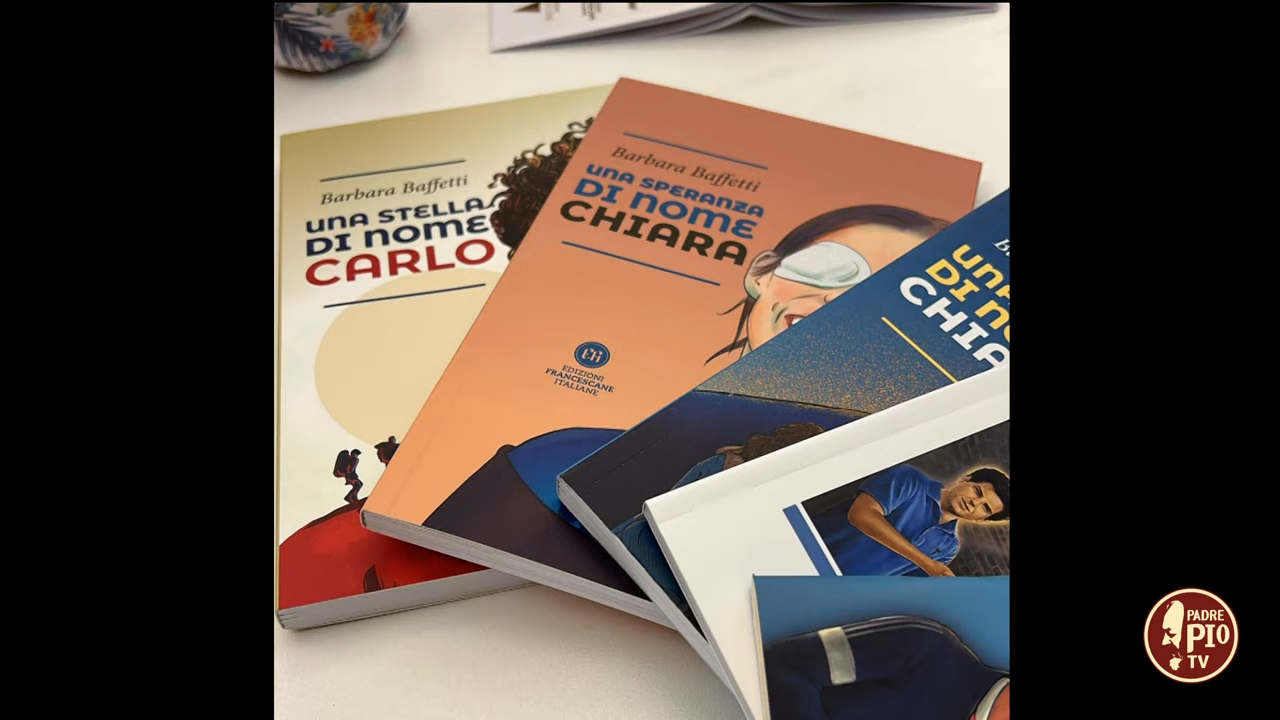 Barbara Baffetti
UNA STELLA
DI NOME
CARLO
Barbara Baffetti
UNA SPERANZA
DI NOME
CHIARA
EDIZIONI
FRANCESCANE
ITALIANE
DI
PADRE
PIO
TV